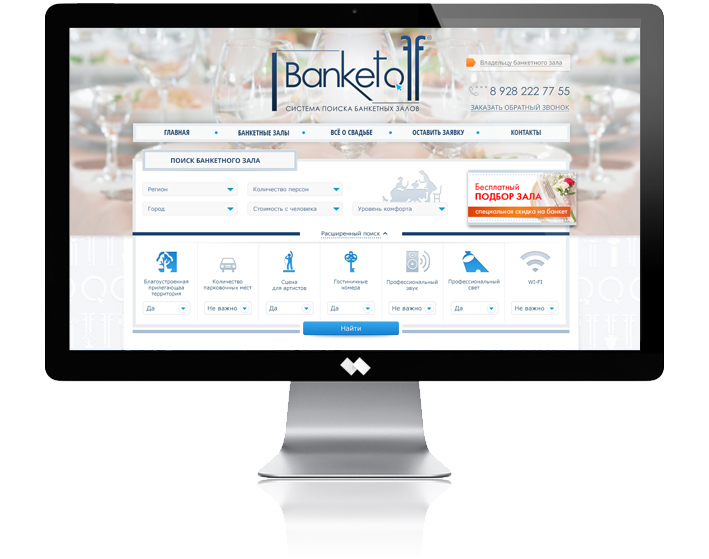 Banketoff®
СИСТЕМА ПОИСКА БАНКЕТНЫХ ЗАЛОВ
Владельцу банкетного зала
8 928 222 77 55
ЗАКАЗАТЬ ОБРАТНЫЙ ЗВОНОК
ГЛАВНАЯ • БАНКЕТНЫЕ ЗАЛЫ • ВСЁ О СВАДЬБЕ • ОСТАВИТЬ ЗАЯВКУ • КОНТАКТЫ
ПОИСК БАНКЕТНОГО ЗАЛА
Регион
Количество персон
Город
Стоимость с человека
Уровень комфорта
Бесплатный
ПОДБОР ЗАЛА
специальная скидка на банкет
Расширенный поиск
Благоустроенная
прилегающая
территория
Да
Количество
парковочных мест
Не важно
Сцена
для артистов
Да
Гостиничные
номера
Да
Профессиональный
звук
Не важно
Профессиональный
свет
Да
WI-FI
Не важно
Найти